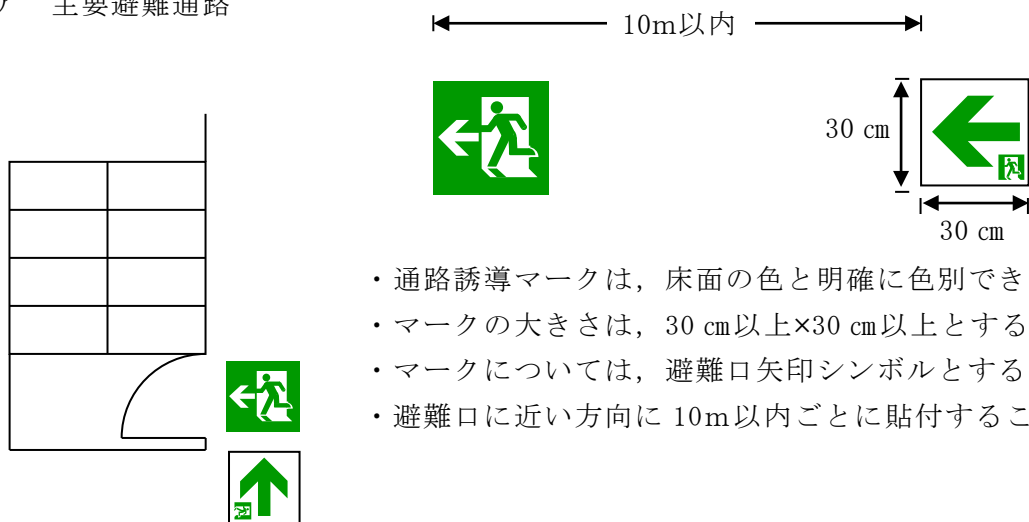 主要避難通路
10m以内
30 ㎝
30 ㎝
・通路誘導マークは，床面の色と明確に色別でき
・マークの大きさは，30 ㎝以上×30 ㎝以上とする
・マークについては，避難口矢印シンボルとする
・避難口に近い方向に 10m以内ごとに貼付するこ